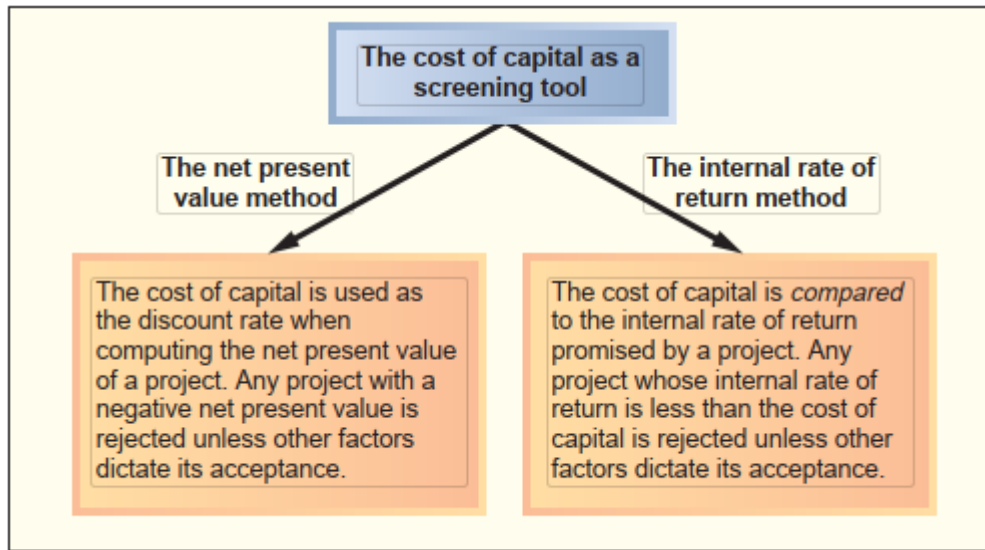 The cost of capital as a
screening tool
The net present
value method
The internal rate of
return method
The cost of capital is used as
the discount rate when
computing the net present value
of a project. Any project with a
negative net present value is
rejected unless other factors
dictate its acceptance.
The cost of capital is compared
to the internal rate of return
promised by a project. Any
project whose internal rate of
return is less than the cost of
capital is rejected unless other
factors dictate its acceptance.